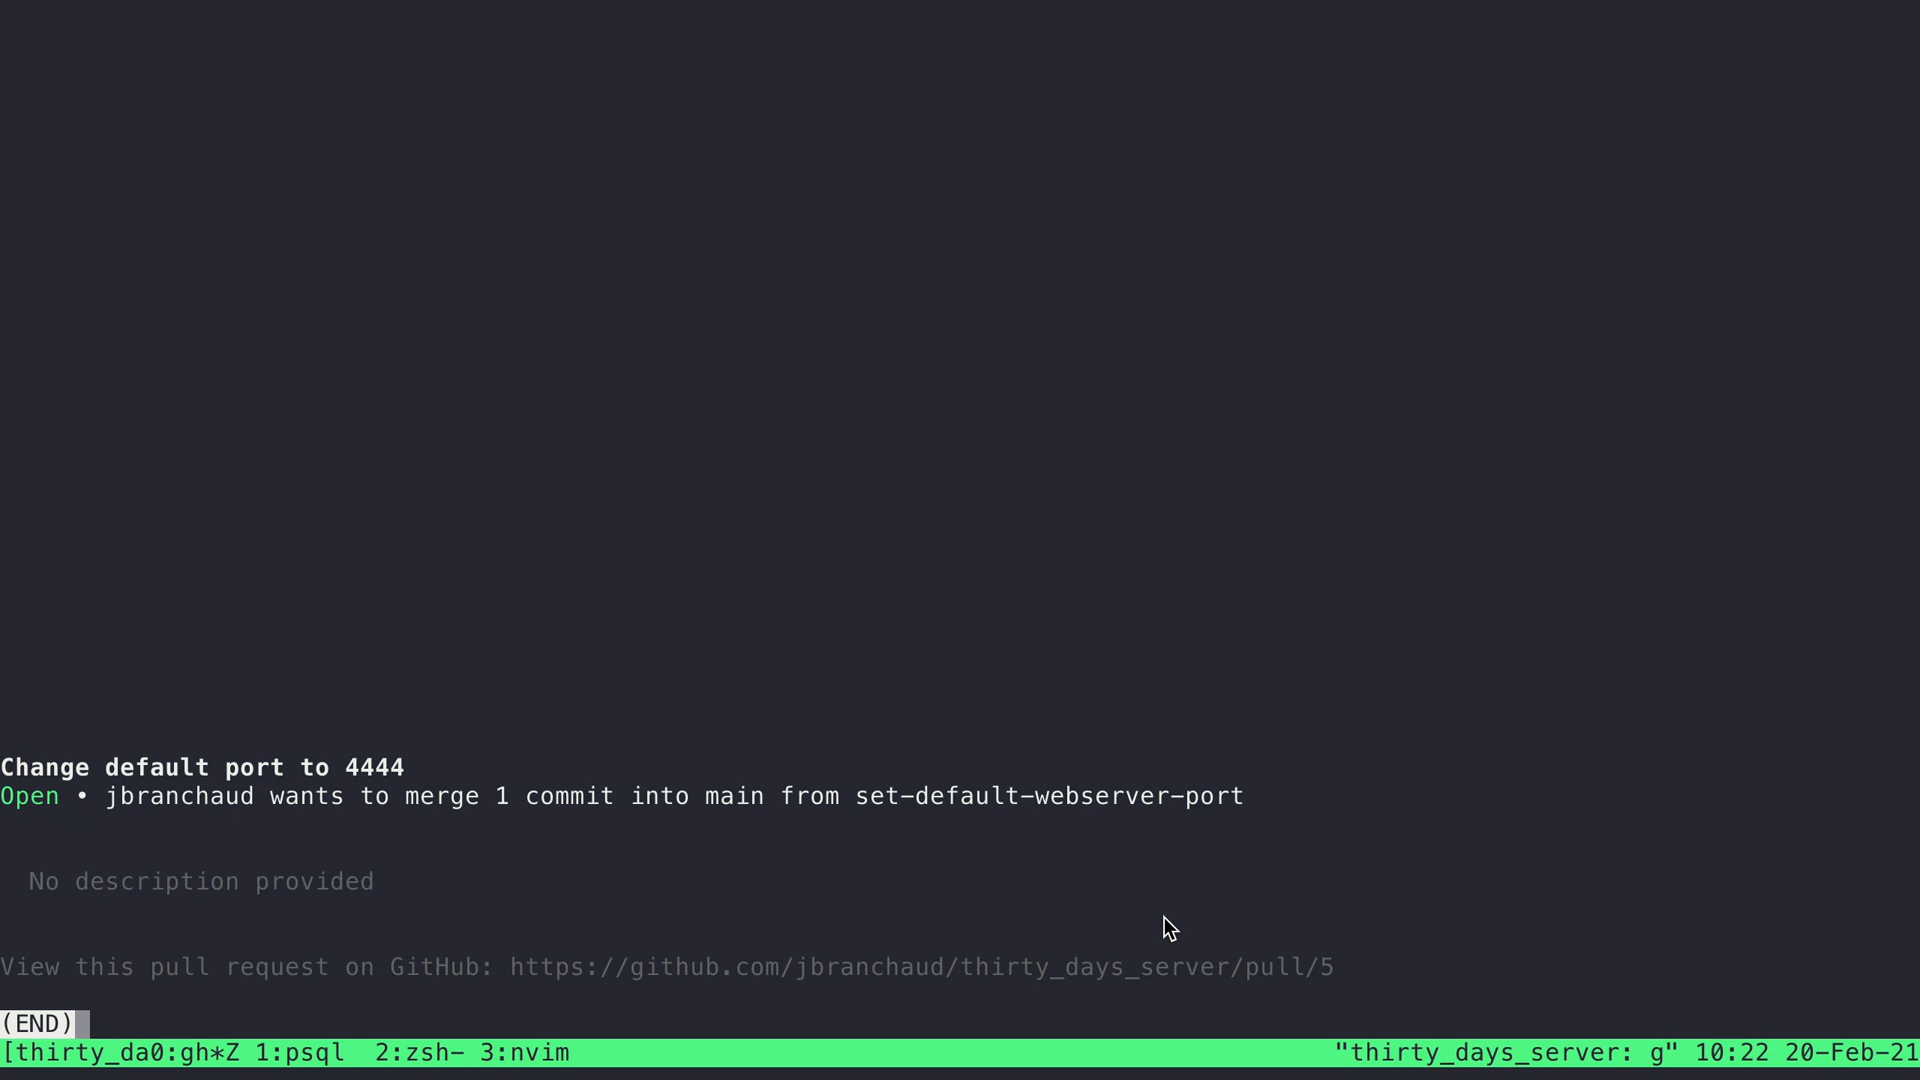 Change default port to 4444
Open • jbranchaud wants to merge 1 commit into main from set-default-webserver-port
No description provided
View this pull request on GitHub: https://github.com/jbranchaud/thirty_days_server/pull/5
(END)
[thirty_da0:gh*Z 1:psql  2:zsh- 3:nvim "thirty_days_server: g" 10:22 20-Feb-21